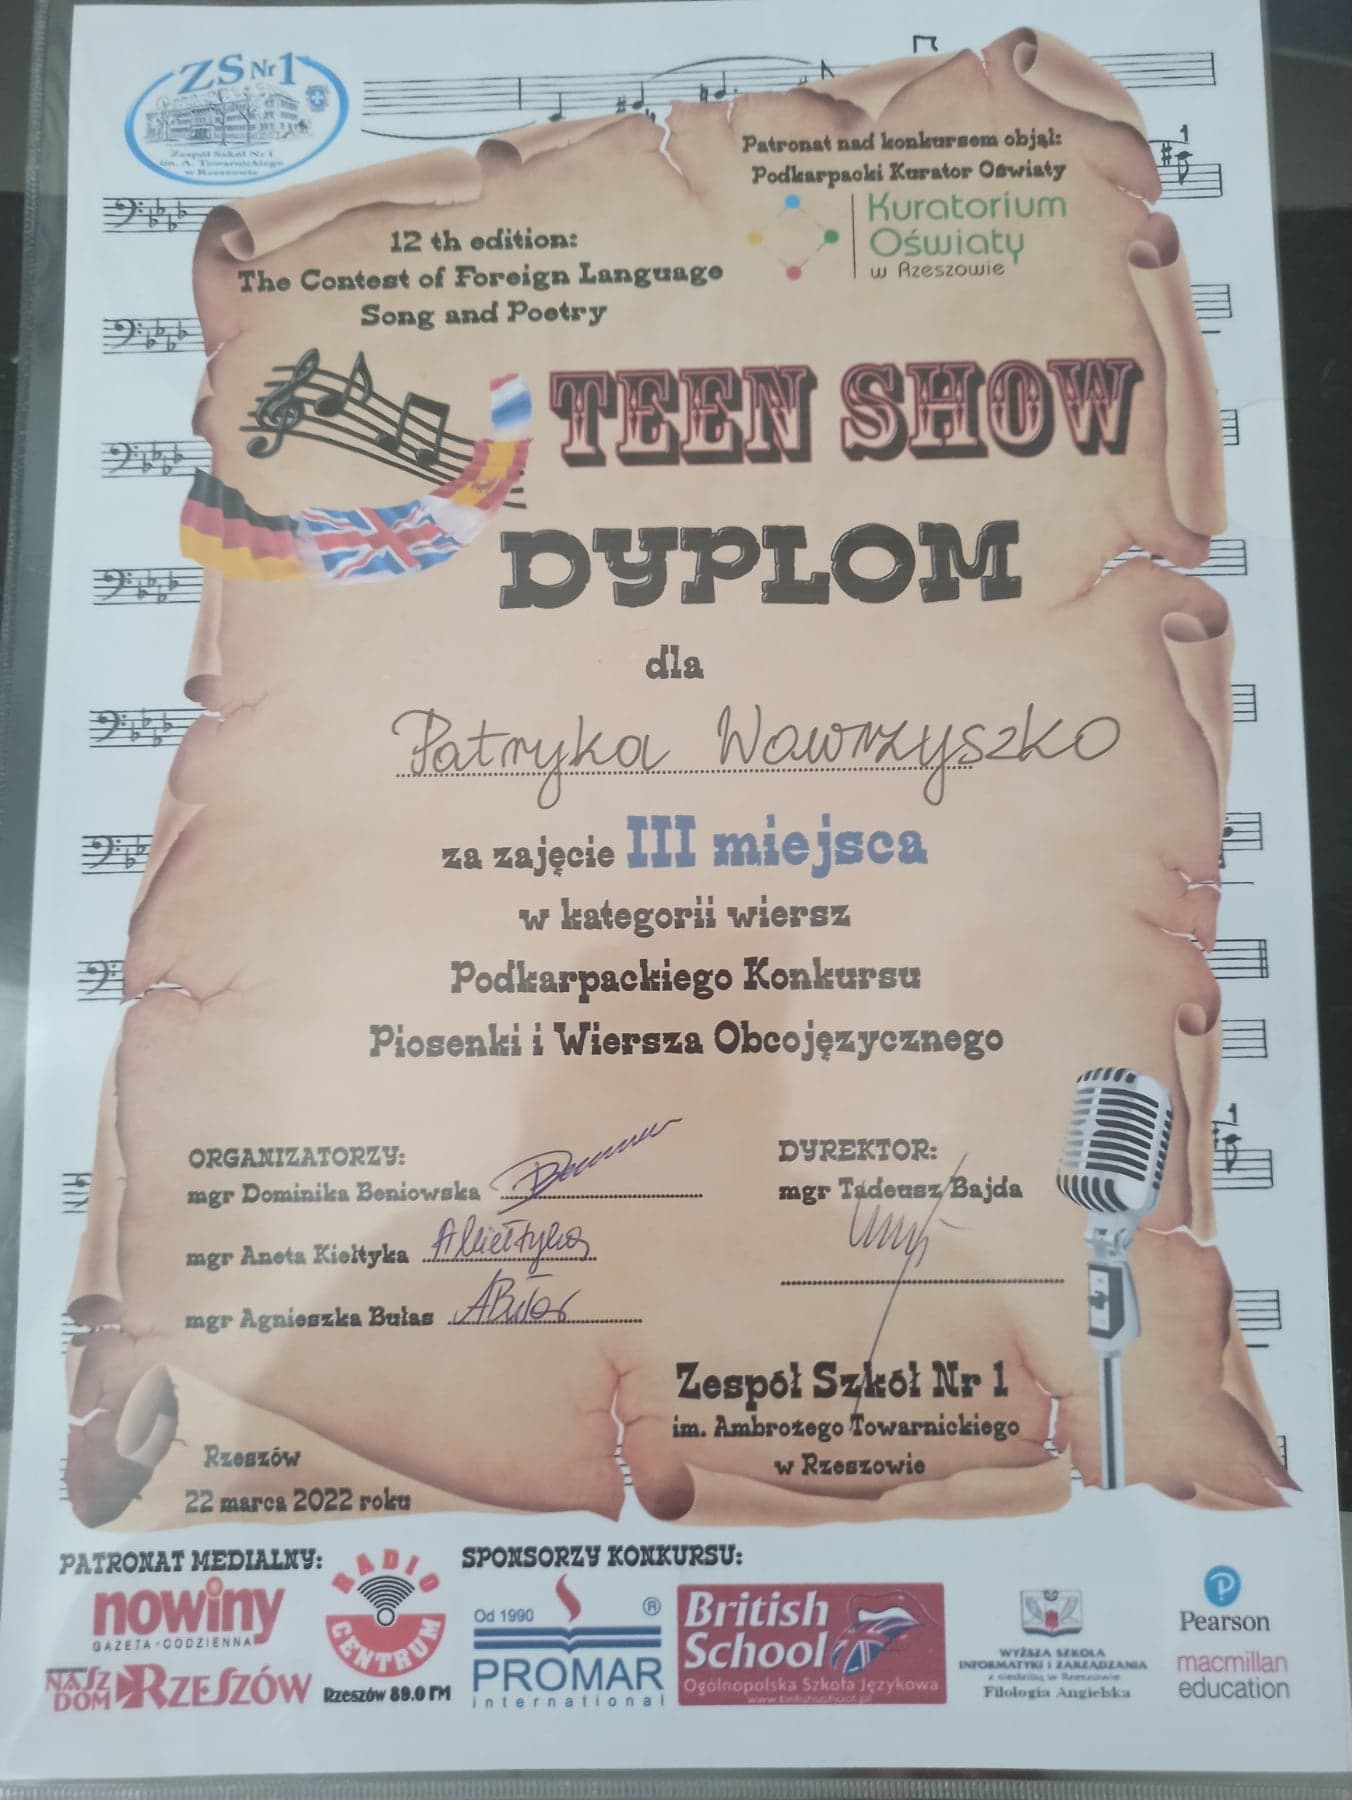 ZS Nr 1
Zespół Szkół Nr 1
im. A. Towarnickiego
w Rzeszowie
Patronat nad konkursem objął:
Podkarpacki Kurator Oświaty
Kuratorium
Oświaty
w Rzeszowie
12 th edition:
The Contest of Foreign Language
Song and Poetry
TEEN SHOW
DYPLOM
dla
Patryka Wawrzyszko
za zajęcie III miejsca
w kategorii wiersz
Podkarpackiego Konkursu
Piosenki i Wiersza Obcojęzycznego
ORGANIZATORZY:
mgr Dominika Beniowska
mgr Aneta Kiełtyka AKiełtyka
mgr Agnieszka Bułas ABułas
DYREKTOR:
mgr Tadeusz Bajda
Zespół Szkół Nr 1
im. Ambrożego Towarnickiego
w Rzeszowie
Rzeszów
22 marca 2022 roku
PATRONAT MEDIALNY:
nowiny
GAZETA CODZIENNA
NASZ
DOM RZESZÓW
RADIO
CENTRUM
Rzeszów 89.0 FM
SPONSORZY KONKURSU:
Od 1990 ®
PROMAR
international
British
School
Ogólnopolska Szkoła Językowa
www.britishschool.pl
WYŻSZA SZKOŁA
INFORMATYKI I ZARZĄDZANIA
z siedzibą w Rzeszowie
Filologia Angielska
P
Pearson
macmillan
education